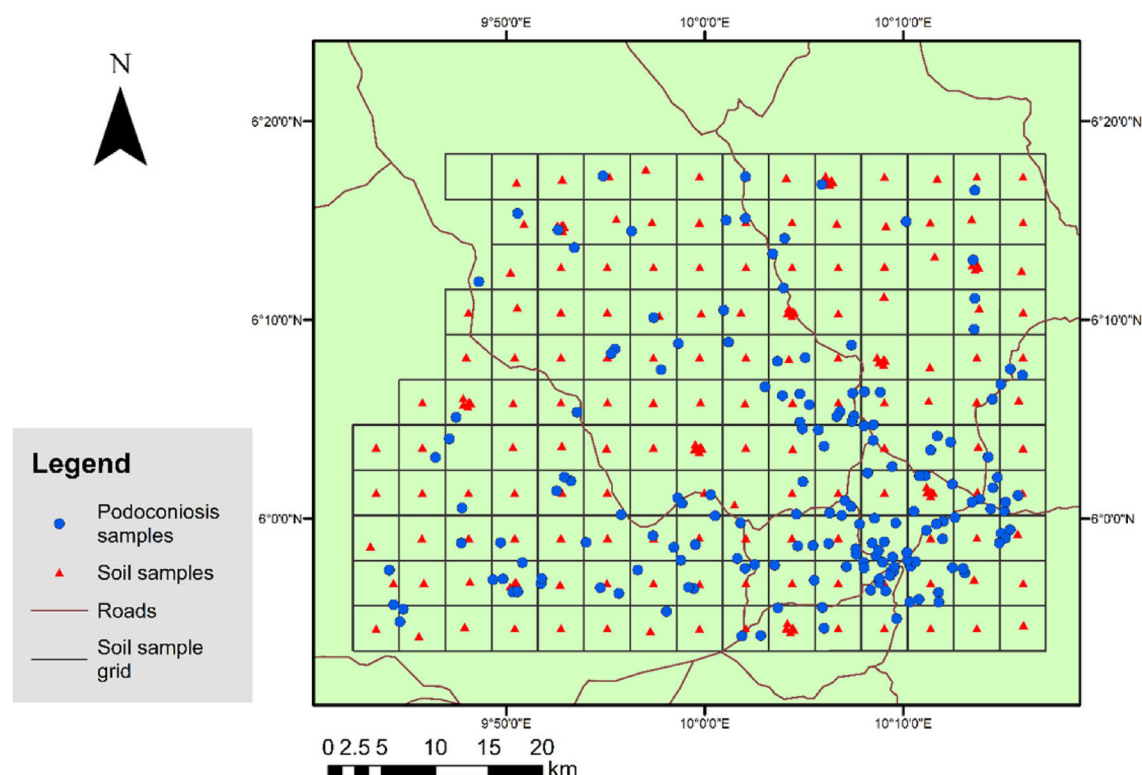 9°50'0"E 10°0'0"E 10°10'0"E
N
6°20'0"N 6°20'0"N
6°10'0"N 6°10'0"N
Legend
Podoconiosis
samples
Soil samples
Roads
Soil sample
grid
6°0'0"N 6°0'0"N
9°50'0"E 10°0'0"E 10°10'0"E
0 2.5 5 10 15 20
km